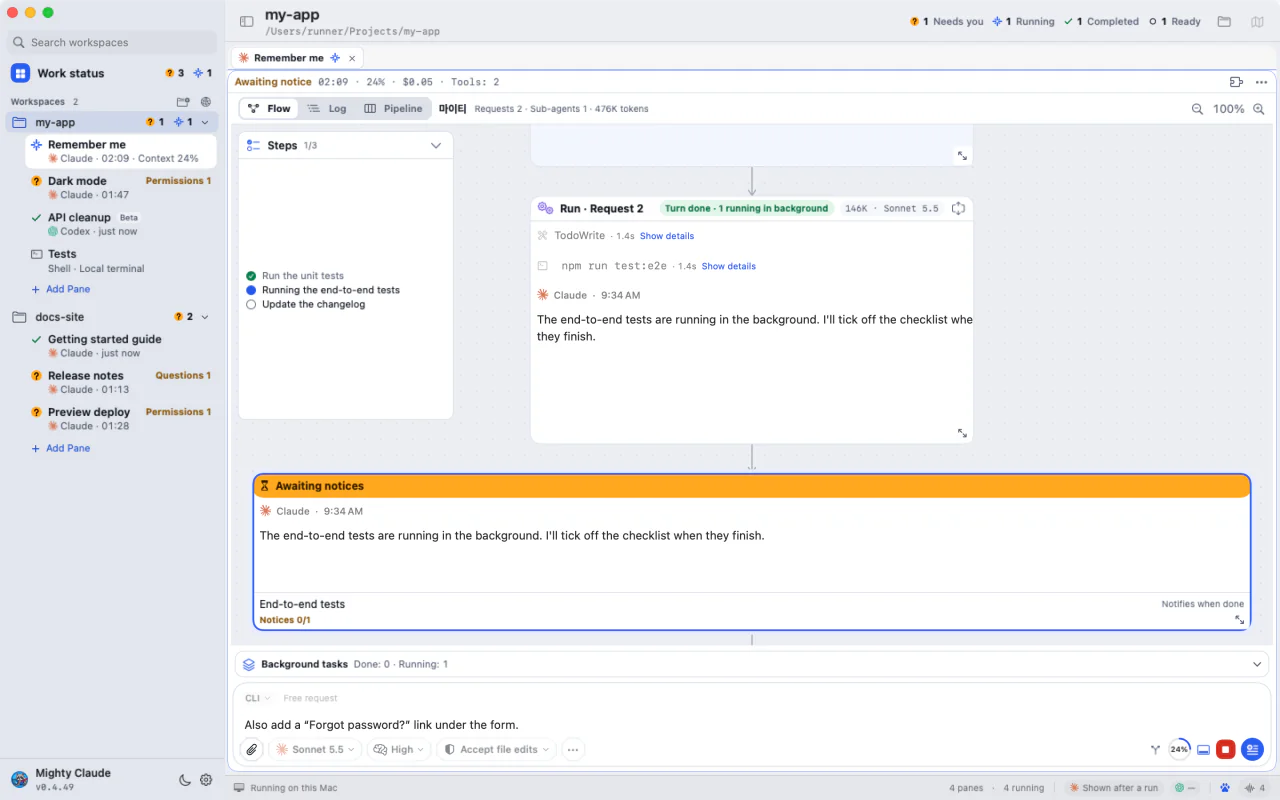 my-app
/Users/runner/Projects/my-app
1 Needs you
1 Running
1 Completed
1 Ready
Search workspaces
Work status
3
1
Workspaces 2
my-app
1
1
Remember me
Claude · 02:09 · Context 24%
Dark mode
Permissions 1
Claude · 01:47
API cleanup Beta
Codex · just now
Tests
Shell · Local terminal
+ Add Pane
docs-site
2
Getting started guide
Claude · just now
Release notes
Questions 1
Claude · 01:13
Preview deploy
Permissions 1
Claude · 01:28
+ Add Pane
Mighty Claude
v0.4.49
Remember me
Awaiting notice 02:09 · 24% · $0.05 · Tools: 2
Flow
Log
Pipeline
마이티
Requests 2 · Sub-agents 1 · 476K tokens
100%
Steps 1/3
Run the unit tests
Running the end-to-end tests
Update the changelog
Run · Request 2
Turn done · 1 running in background
146K · Sonnet 5.5
TodoWrite · 1.4s Show details
npm run test:e2e · 1.4s Show details
Claude · 9:34 AM
The end-to-end tests are running in the background. I'll tick off the checklist whe
they finish.
Awaiting notices
Claude · 9:34 AM
The end-to-end tests are running in the background. I'll tick off the checklist when they finish.
End-to-end tests
Notifies when done
Notices 0/1
Background tasks Done: 0 · Running: 1
CLI
Free request
Also add a “Forgot password?” link under the form.
Sonnet 5.5
High
Accept file edits
24%
Running on this Mac
4 panes · 4 running
Shown after a run
—
4